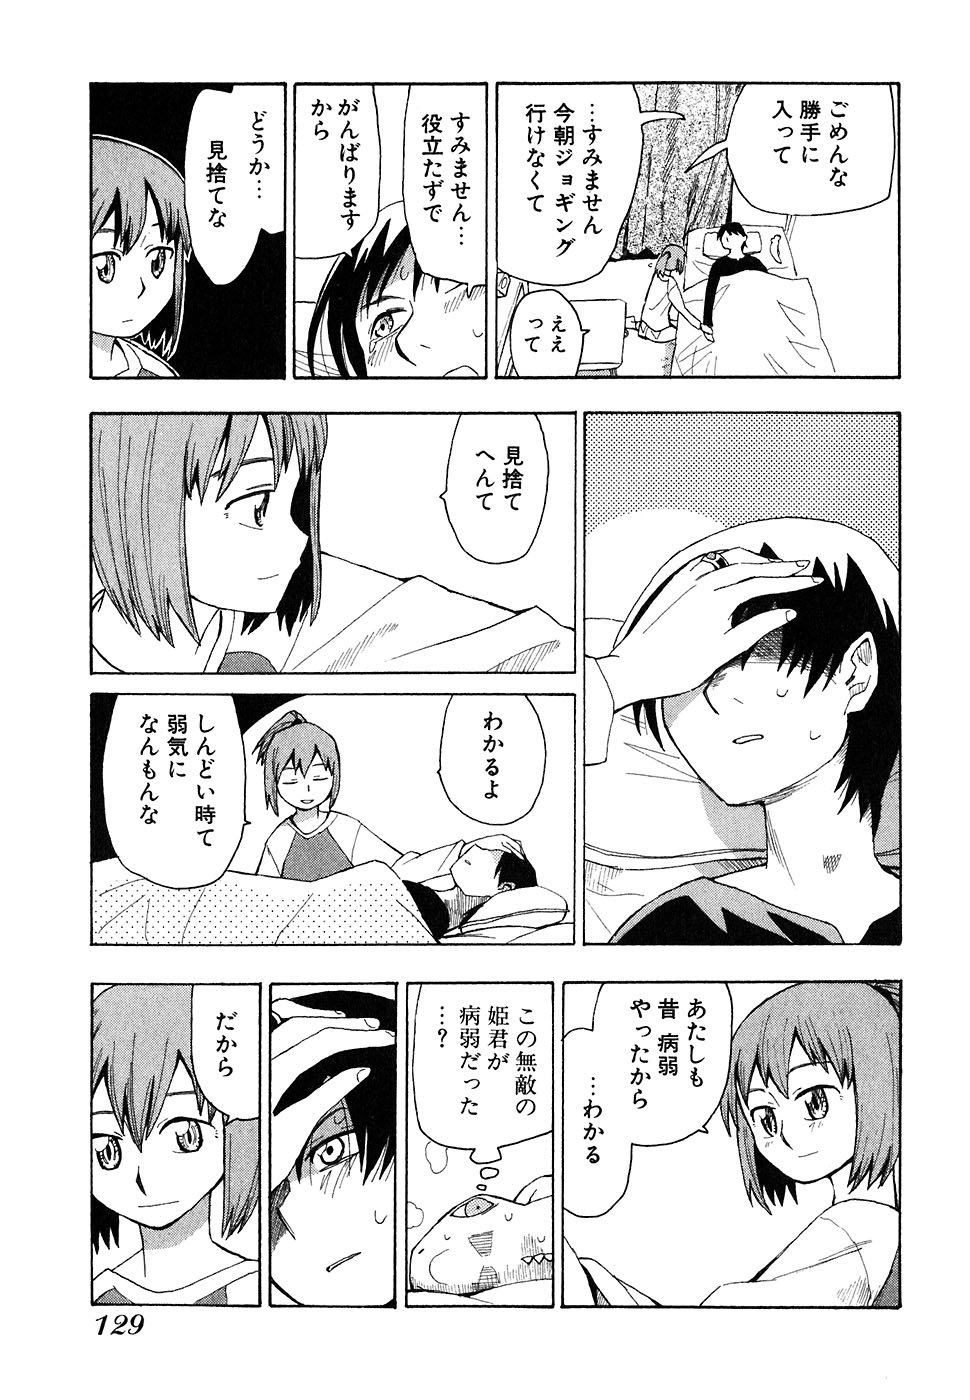 ごめんな
勝手に
入って
…すみません
今朝ジョギング
行けなくて
ええ
って
すみません…
役立たずで
がんばります
から
どうか…
見捨てな
見捨て
へんて
わかるよ
しんどい時て
弱気に
なんもんな
あたしも
昔 病弱
やったから
…わかる
この無敵の
姫君が
病弱だった
…？
だから
129